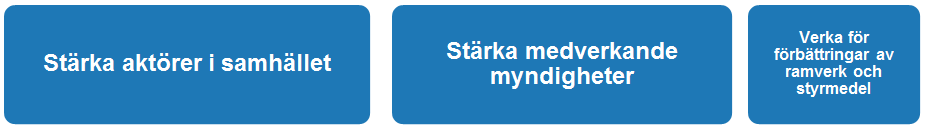 Stärka aktörer i samhället
Stärka medverkande
myndigheter
Verka för
förbättringar av
ramverk och
styrmedel